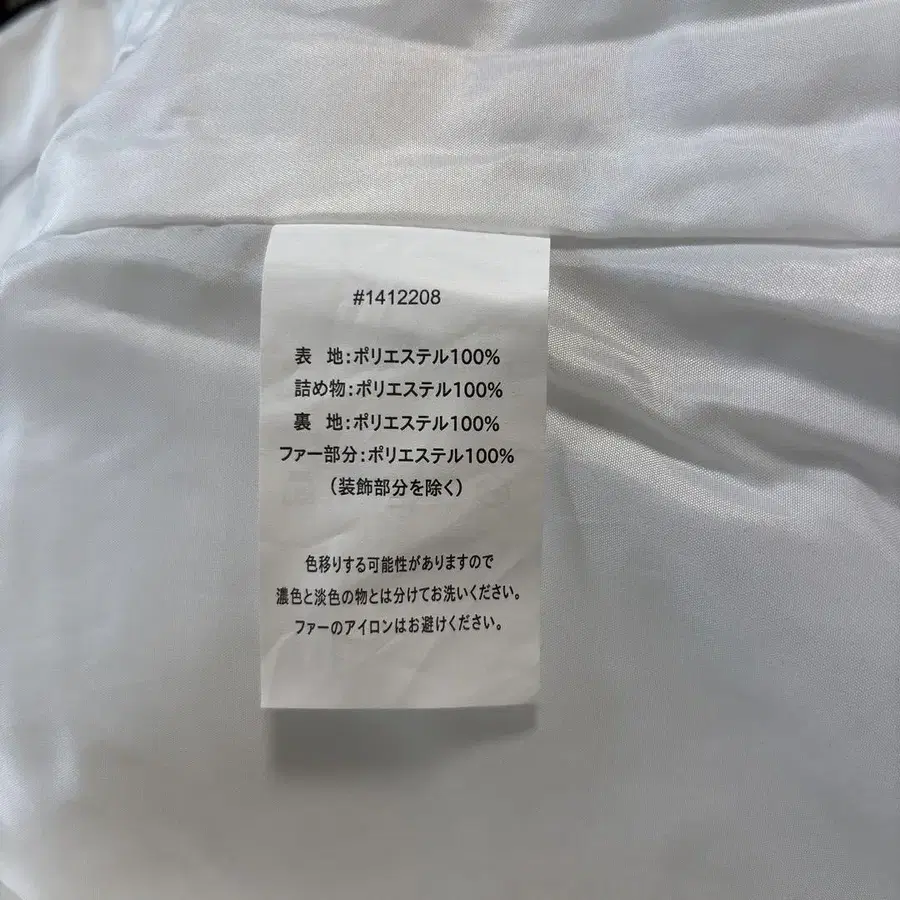 #1412208
表 地:ポリエステル100%
詰め物:ポリエステル100%
裏 地:ポリエステル100%
ファー部分:ポリエステル100%
(装飾部分を除く)
色移りする可能性がありますので
濃色と淡色の物とは分けてお洗いください。
ファーのアイロンはお避けください。